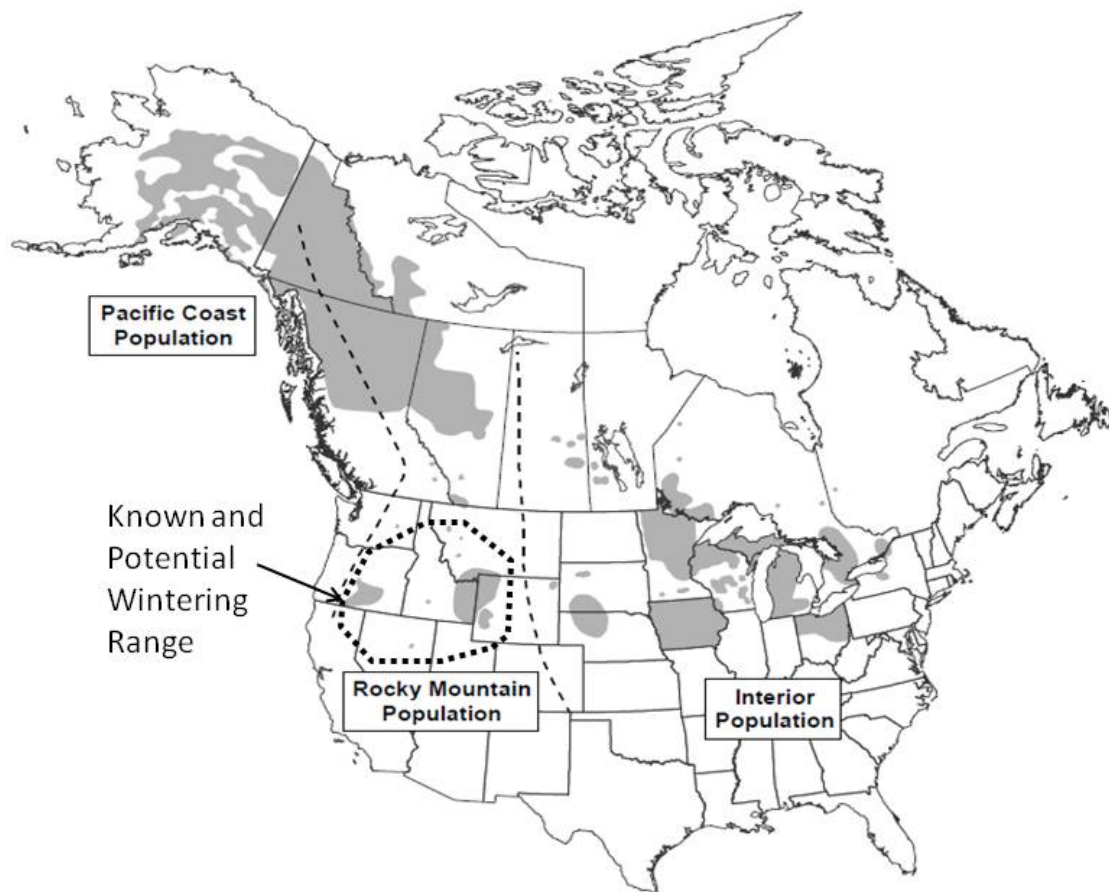 Pacific Coast
Population
Known and
Potential
Wintering
Range
Rocky Mountain
Population
Interior
Population